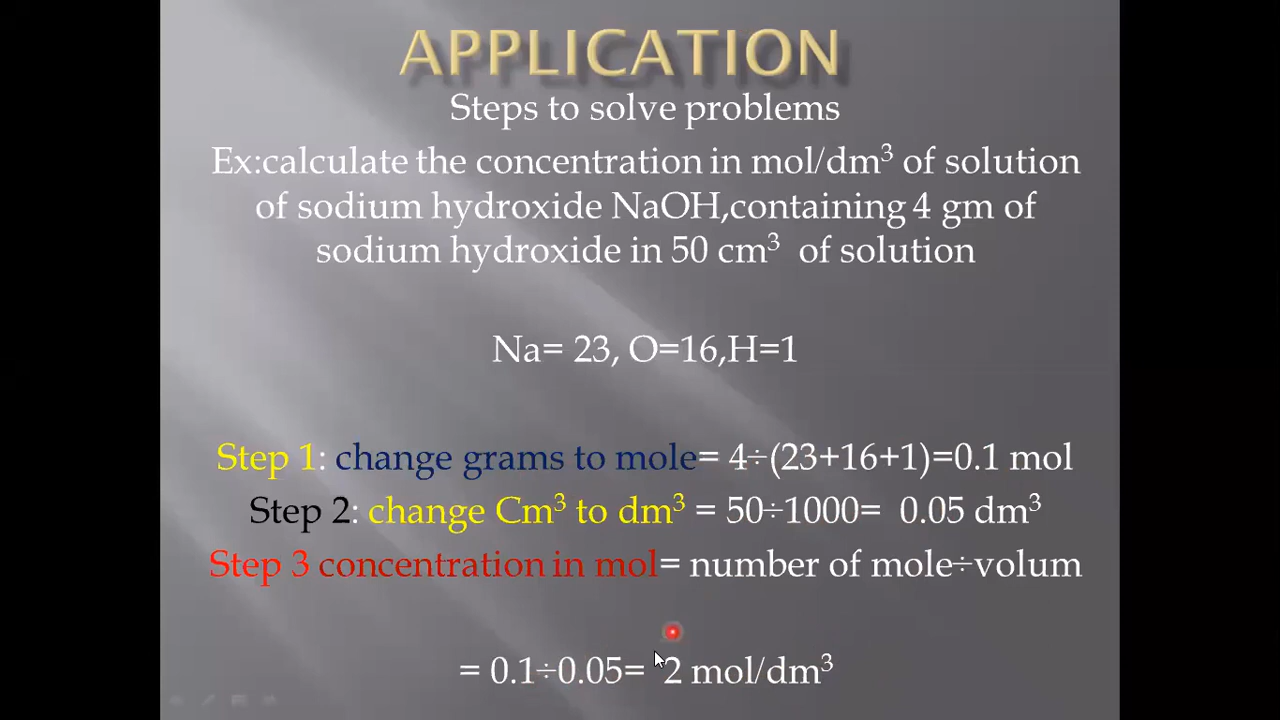 APPLICATION
Steps to solve problems
Ex:calculate the concentration in mol/dm³ of solution
of sodium hydroxide NaOH,containing 4 gm of
sodium hydroxide in 50 cm³ of solution
Na= 23, O=16,H=1
Step 1: change grams to mole= 4÷(23+16+1)=0.1 mol
Step 2: change Cm³ to dm³ = 50÷1000= 0.05 dm³
Step 3 concentration in mol= number of mole÷volum
= 0.1÷0.05= 2 mol/dm³